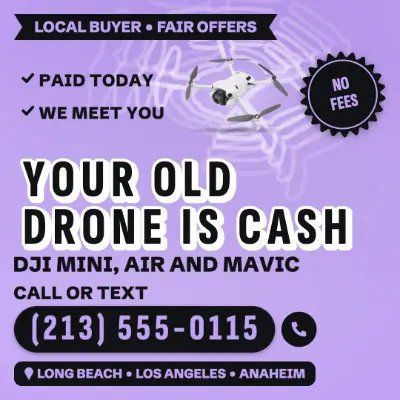 LOCAL BUYER • FAIR OFFERS
✓ PAID TODAY
✓ WE MEET YOU
NO
FEES
YOUR OLD
DRONE IS CASH
DJI MINI, AIR AND MAVIC
CALL OR TEXT
(213) 555-0115
LONG BEACH • LOS ANGELES • ANAHEIM